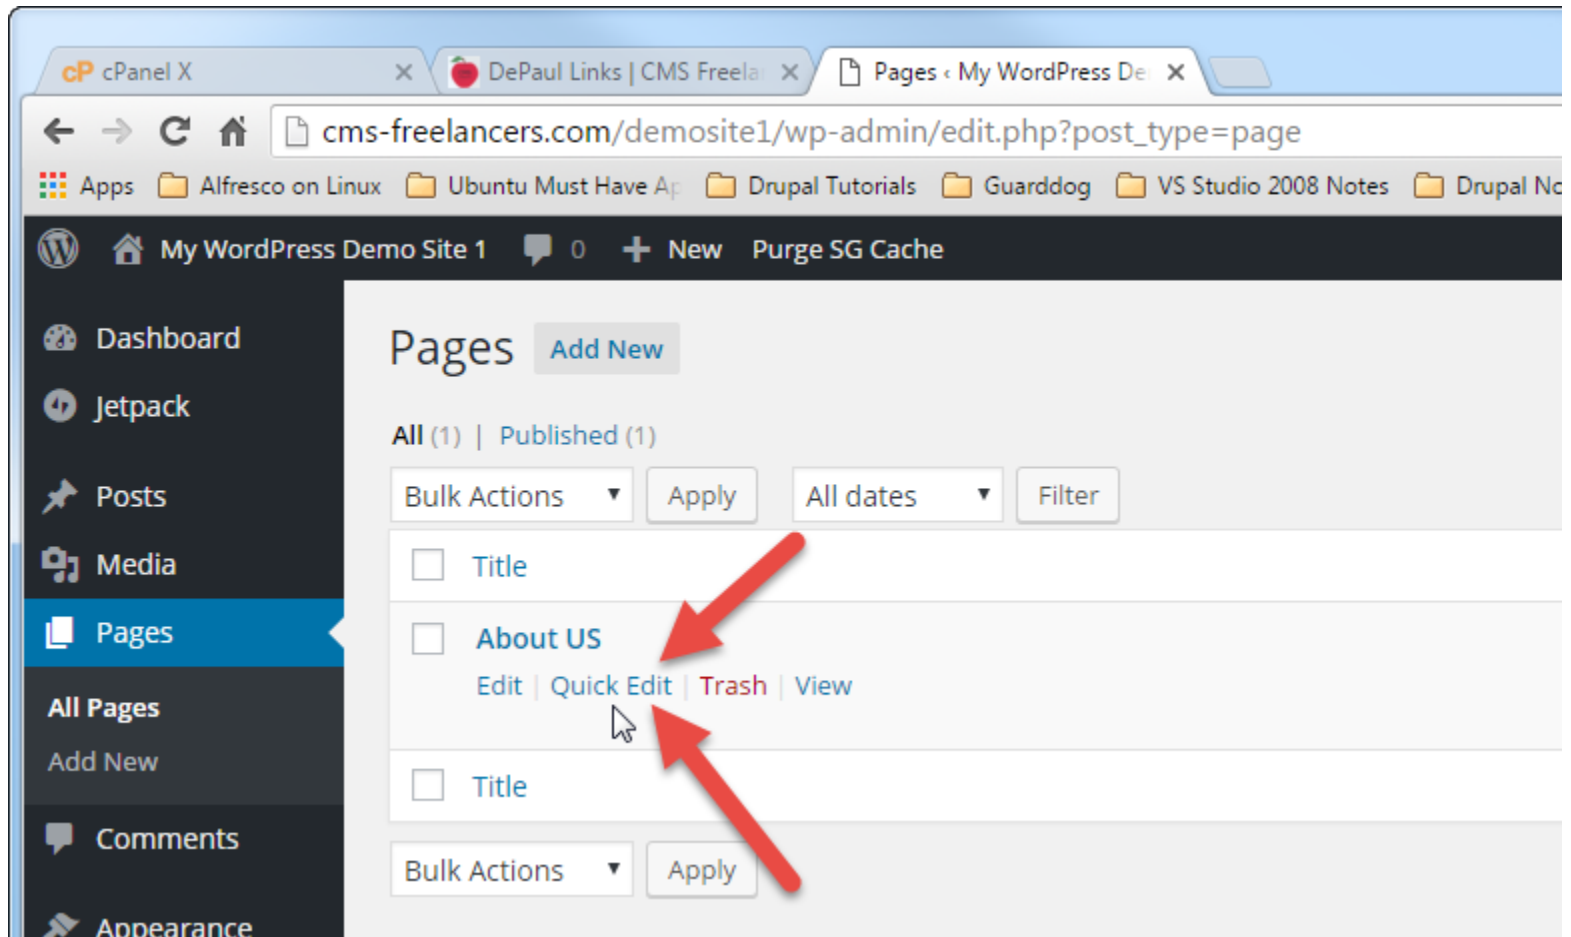 cP cPanel X
DePaul Links | CMS Freela
Pages ‹ My WordPress De
cms-freelancers.com/demosite1/wp-admin/edit.php?post_type=page
Apps Alfresco on Linux Ubuntu Must Have Ap Drupal Tutorials Guarddog VS Studio 2008 Notes Drupal No
My WordPress Demo Site 1 0 New Purge SG Cache
Dashboard
Jetpack
Posts
Media
Pages
All Pages
Add New
Comments
Appearance
Pages Add New
All (1) | Published (1)
Bulk Actions Apply All dates Filter
Title
About US
Edit | Quick Edit | Trash | View
Title
Bulk Actions Apply